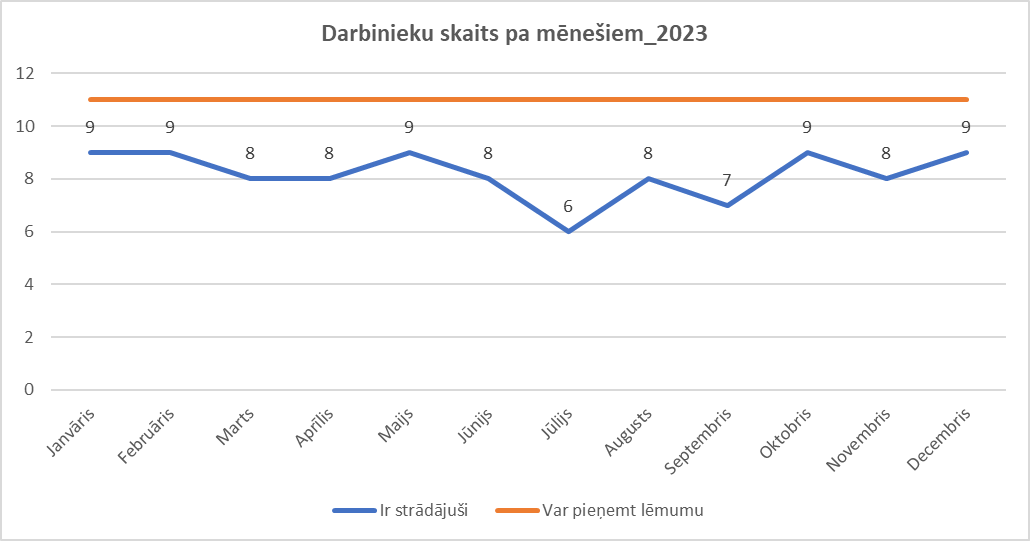 Darbinieku skaits pa mēnešiem_2023
12
10
8
6
4
2
0
9
9
8
8
9
8
6
8
7
9
8
9
Janvāris
Februāris
Marts
Aprīlis
Maijs
Jūnijs
Jūlijs
Augusts
Septembris
Oktobris
Novembris
Decembris
Ir strādājuši
Var pieņemt lēmumu